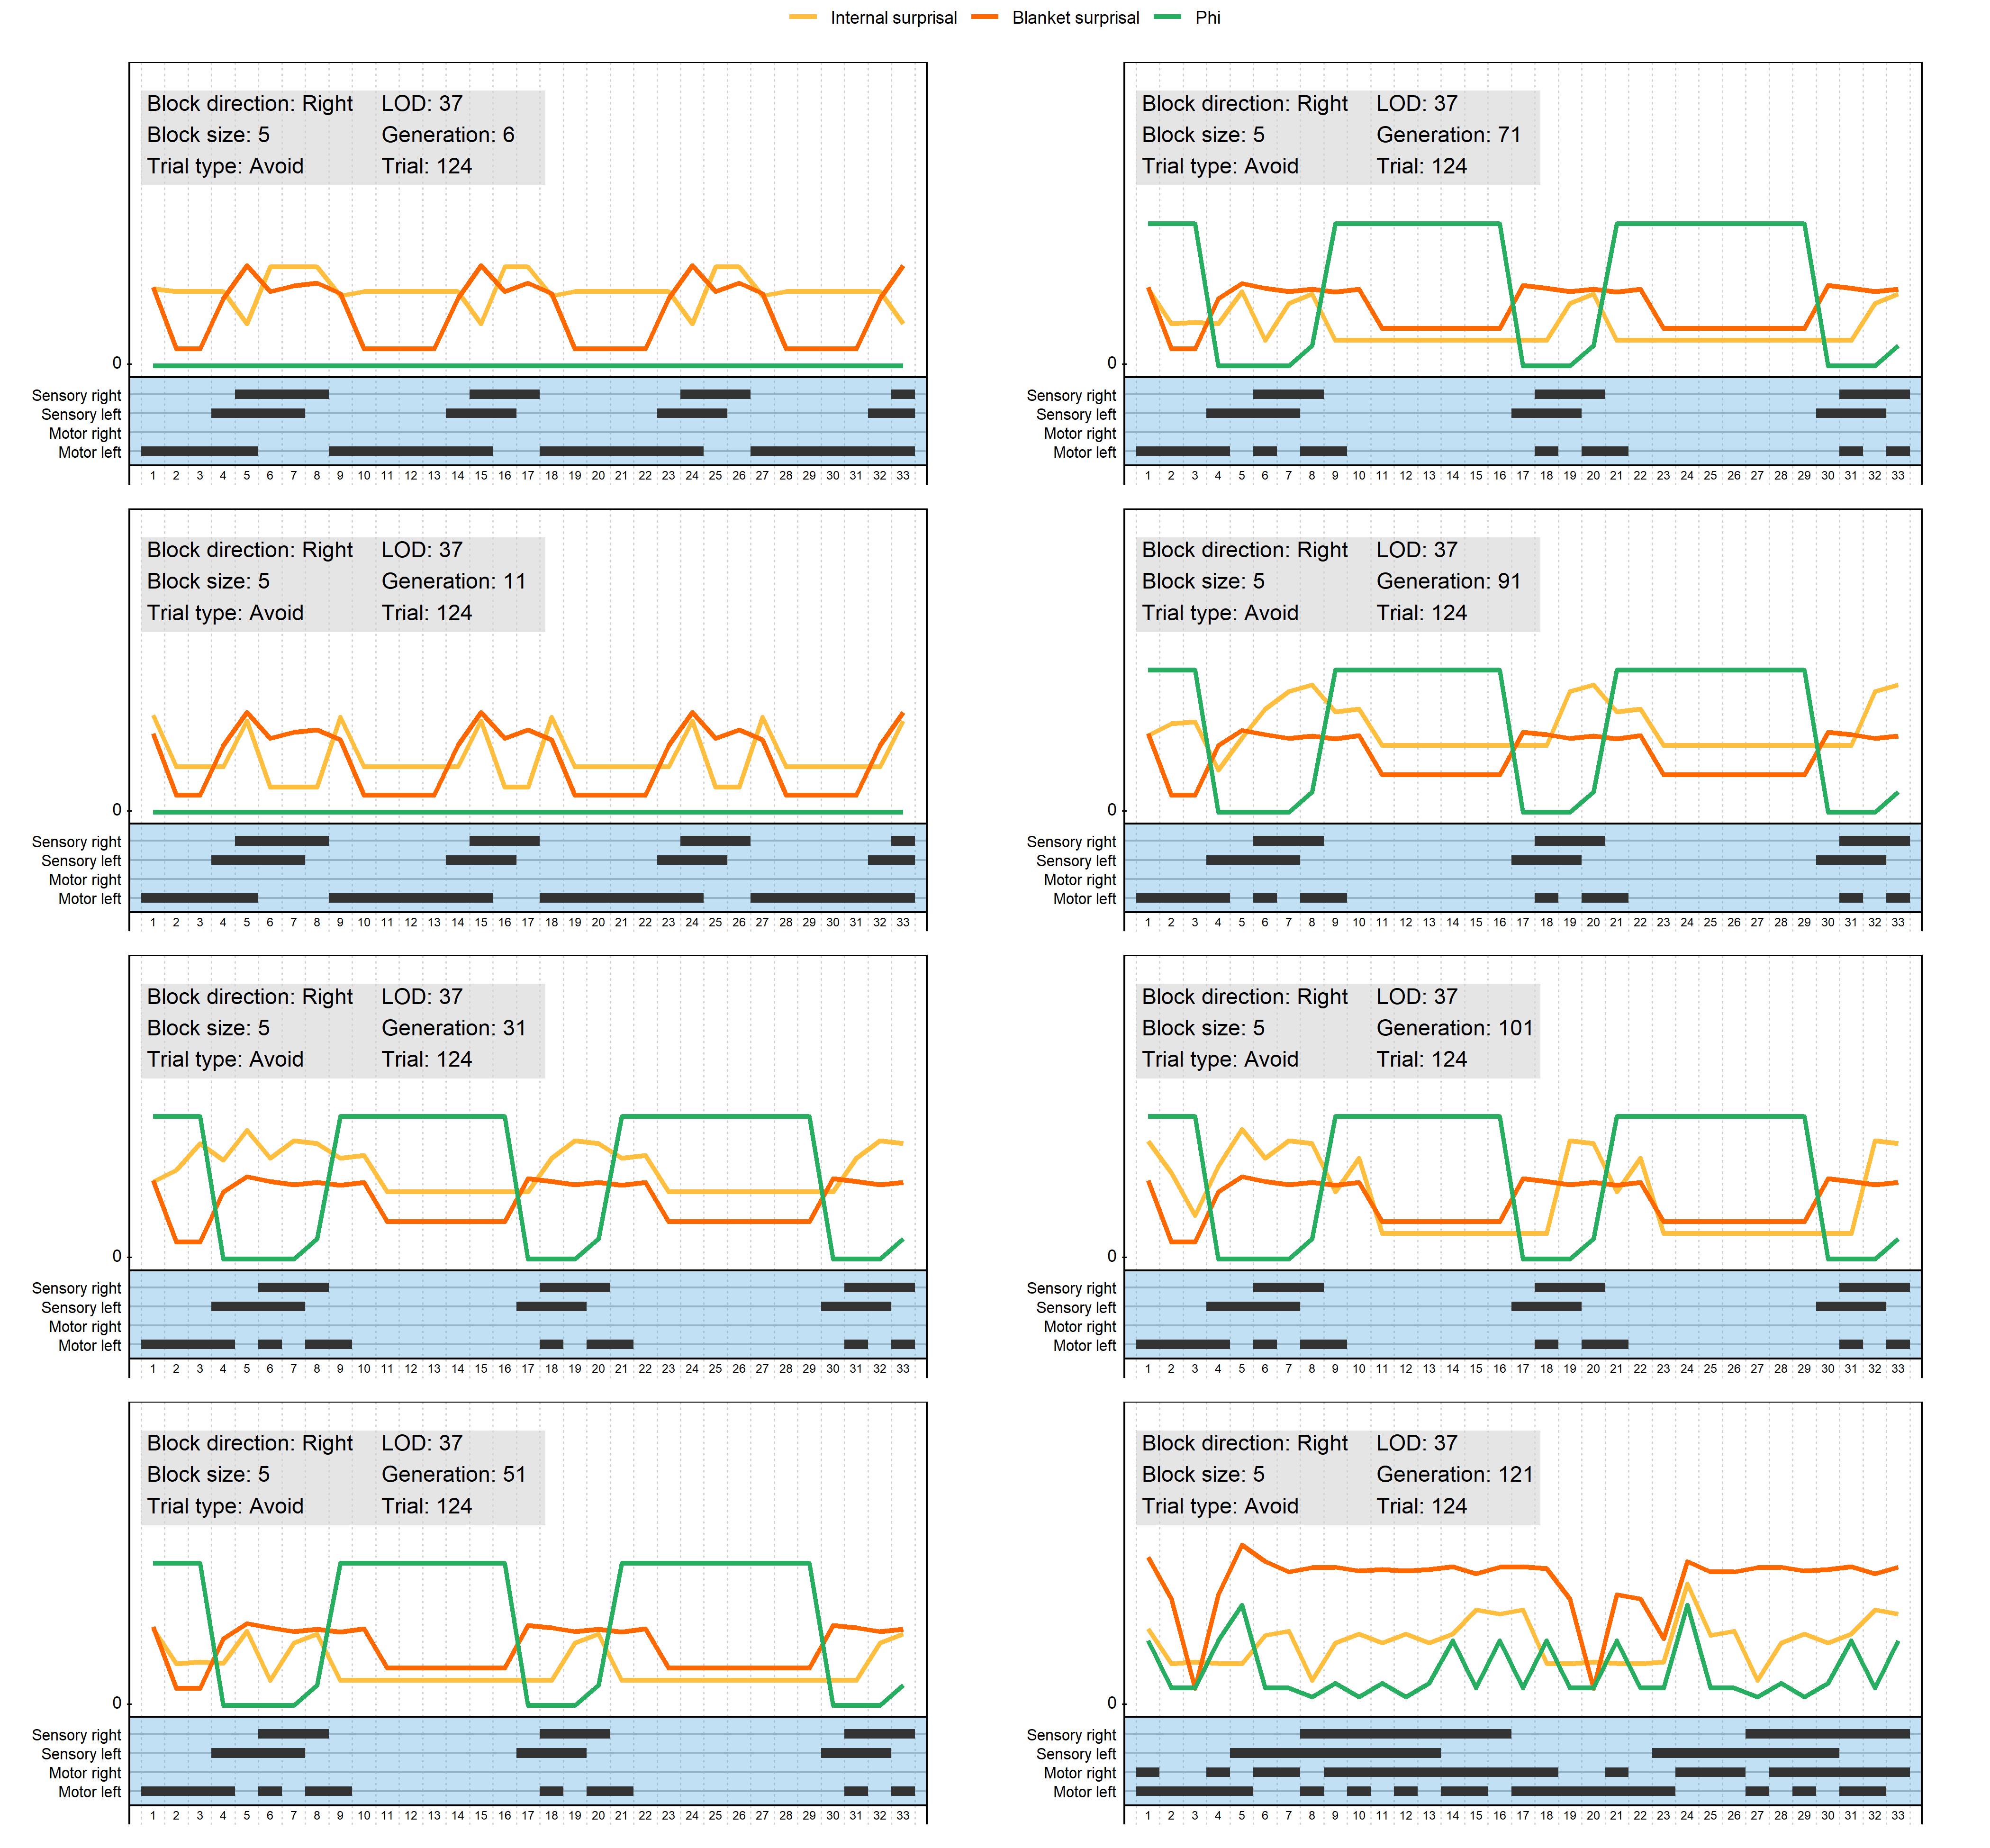 Internal surprisal Blanket surprisal Phi
Block direction: Right LOD: 37
Block size: 5 Generation: 6
Trial type: Avoid Trial: 124
0
Sensory right
Sensory left
Motor right
Motor left
1 2 3 4 5 6 7 8 9 10 11 12 13 14 15 16 17 18 19 20 21 22 23 24 25 26 27 28 29 30 31 32 33
Block direction: Right LOD: 37
Block size: 5 Generation: 71
Trial type: Avoid Trial: 124
0
Sensory right
Sensory left
Motor right
Motor left
1 2 3 4 5 6 7 8 9 10 11 12 13 14 15 16 17 18 19 20 21 22 23 24 25 26 27 28 29 30 31 32 33
Block direction: Right LOD: 37
Block size: 5 Generation: 11
Trial type: Avoid Trial: 124
0
Sensory right
Sensory left
Motor right
Motor left
1 2 3 4 5 6 7 8 9 10 11 12 13 14 15 16 17 18 19 20 21 22 23 24 25 26 27 28 29 30 31 32 33
Block direction: Right LOD: 37
Block size: 5 Generation: 91
Trial type: Avoid Trial: 124
0
Sensory right
Sensory left
Motor right
Motor left
1 2 3 4 5 6 7 8 9 10 11 12 13 14 15 16 17 18 19 20 21 22 23 24 25 26 27 28 29 30 31 32 33
Block direction: Right LOD: 37
Block size: 5 Generation: 31
Trial type: Avoid Trial: 124
0
Sensory right
Sensory left
Motor right
Motor left
1 2 3 4 5 6 7 8 9 10 11 12 13 14 15 16 17 18 19 20 21 22 23 24 25 26 27 28 29 30 31 32 33
Block direction: Right LOD: 37
Block size: 5 Generation: 101
Trial type: Avoid Trial: 124
0
Sensory right
Sensory left
Motor right
Motor left
1 2 3 4 5 6 7 8 9 10 11 12 13 14 15 16 17 18 19 20 21 22 23 24 25 26 27 28 29 30 31 32 33
Block direction: Right LOD: 37
Block size: 5 Generation: 51
Trial type: Avoid Trial: 124
0
Sensory right
Sensory left
Motor right
Motor left
1 2 3 4 5 6 7 8 9 10 11 12 13 14 15 16 17 18 19 20 21 22 23 24 25 26 27 28 29 30 31 32 33
Block direction: Right LOD: 37
Block size: 5 Generation: 121
Trial type: Avoid Trial: 124
0
Sensory right
Sensory left
Motor right
Motor left
1 2 3 4 5 6 7 8 9 10 11 12 13 14 15 16 17 18 19 20 21 22 23 24 25 26 27 28 29 30 31 32 33